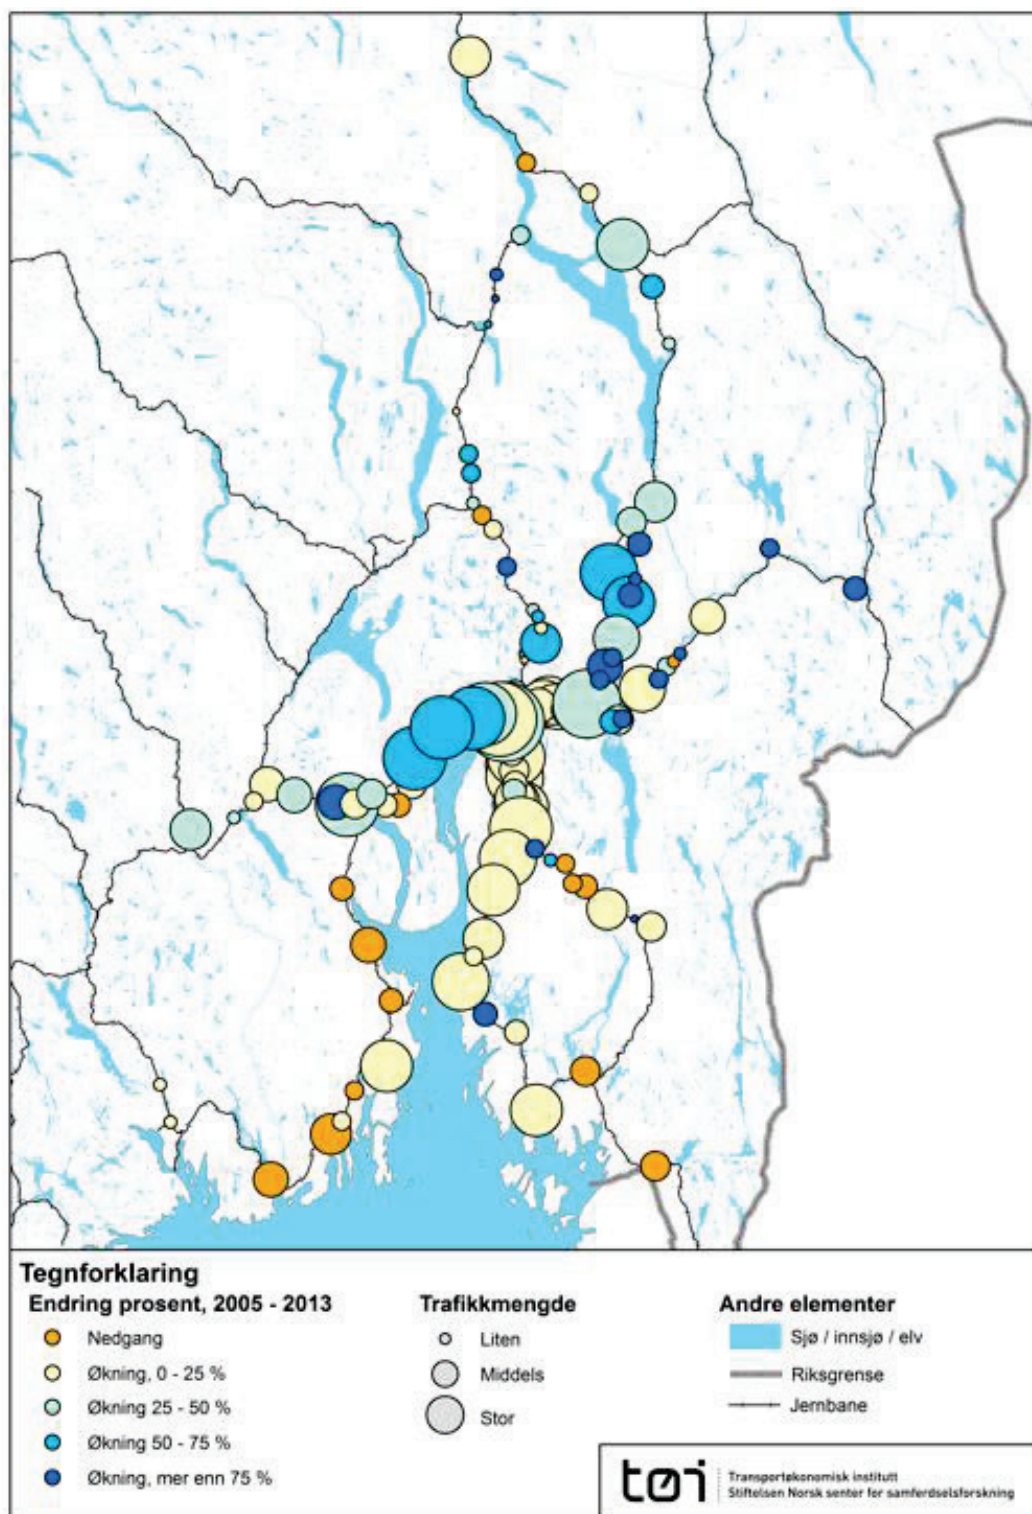 Tegnforklaring
Endring prosent, 2005 - 2013
Nedgang
Økning, 0 - 25 %
Økning 25 - 50 %
Økning 50 - 75 %
Økning, mer enn 75 %
Trafikkmengde
Liten
Middels
Stor
Andre elementer
Sjø / innsjø / elv
Riksgrense
Jernbane
tøi
Transportøkonomisk institutt
Stiftelsen Norsk senter for samferdselsforskning